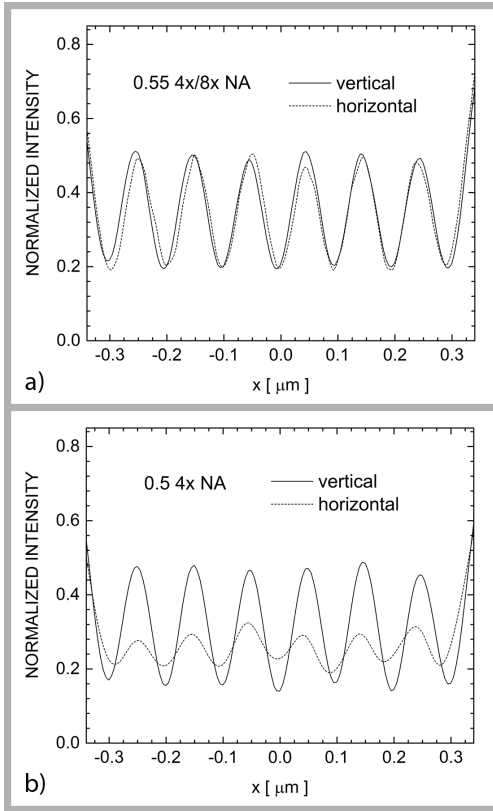 0.8
0.6
0.4
0.2
0.0
NORMALIZED INTENSITY
0.55 4x/8x NA
vertical
horizontal
-0.3 -0.2 -0.1 0.0 0.1 0.2 0.3
x [ μm ]
a)
0.8
0.6
0.4
0.2
0.0
NORMALIZED INTENSITY
0.5 4x NA
vertical
horizontal
-0.3 -0.2 -0.1 0.0 0.1 0.2 0.3
x [ μm ]
b)